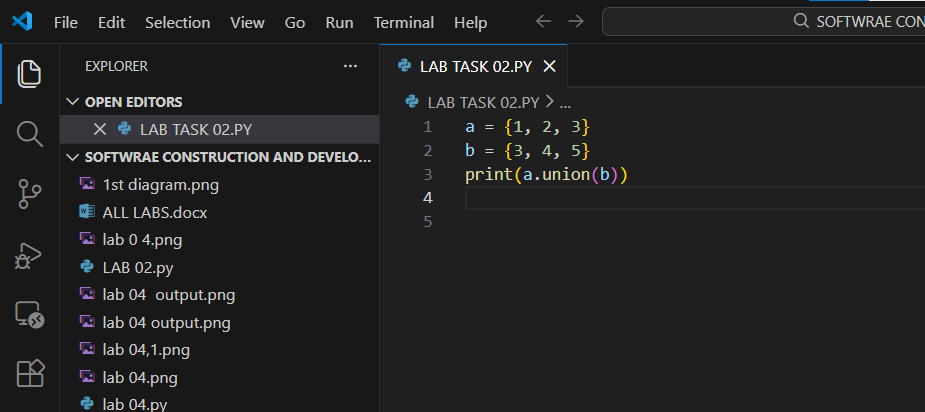 File Edit Selection View Go Run Terminal Help SOFTWRAE CON
EXPLORER
OPEN EDITORS
LAB TASK 02.PY
SOFTWRAE CONSTRUCTION AND DEVELO...
1st diagram.png
ALL LABS.docx
lab 0 4.png
LAB 02.py
lab 04  output.png
lab 04 output.png
lab 04,1.png
lab 04.png
lab 04.py
LAB TASK 02.PY
LAB TASK 02.PY > ...
1 a = {1, 2, 3}
2 b = {3, 4, 5}
3 print(a.union(b))
4
5